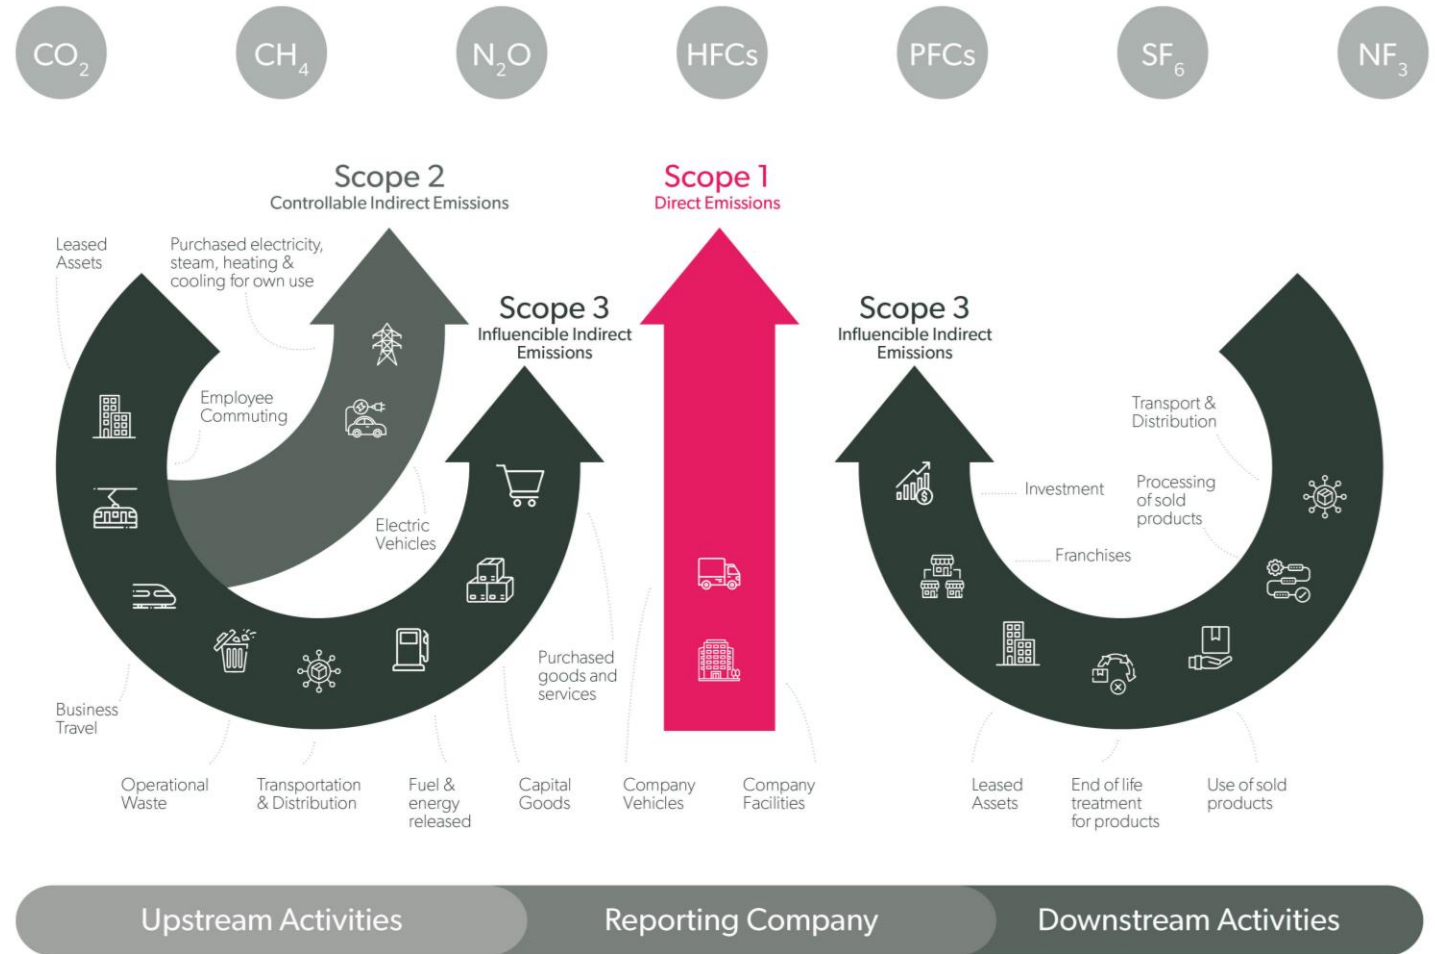 CO₂
CH₄
N₂O
HFCs
PFCs
SF₆
NF₃
Scope 2
Controllable Indirect Emissions
Scope 1
Direct Emissions
Leased
Assets
Purchased electricity,
steam, heating &
cooling for own use
Scope 3
Influencible Indirect
Emissions
Scope 3
Influencible Indirect
Emissions
Employee
Commuting
Transport &
Distribution
Investment
Processing
of sold
products
Electric
Vehicles
Franchises
Purchased
goods and
services
Business
Travel
Operational
Waste
Transportation
& Distribution
Fuel &
energy
released
Capital
Goods
Company
Vehicles
Company
Facilities
Leased
Assets
End of life
treatment
for products
Use of sold
products
Upstream Activities
Reporting Company
Downstream Activities